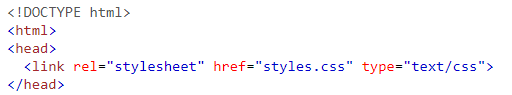 <!DOCTYPE html>
<html>
<head>
  <link rel="stylesheet" href="styles.css" type="text/css">
</head>